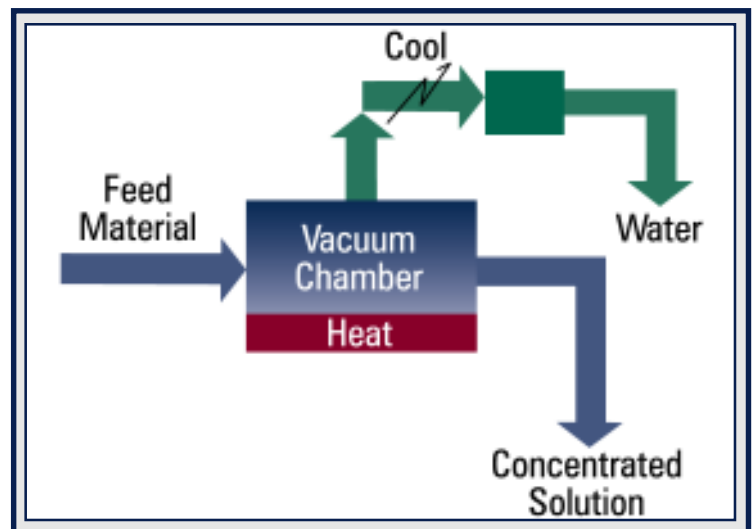 Cool
Feed
Material
Vacuum
Chamber
Water
Heat
Concentrated
Solution